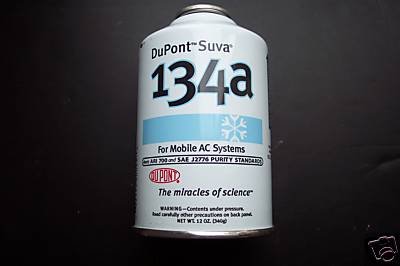 DuPont™ Suva®
134a
For Mobile AC Systems
Meets ARI 700 and SAE J2776 PURITY STANDARDS
DUPONT
The miracles of science™
WARNING—Contents under pressure.
Read carefully other precautions on back panel.
NET WT. 12 OZ. (340g)